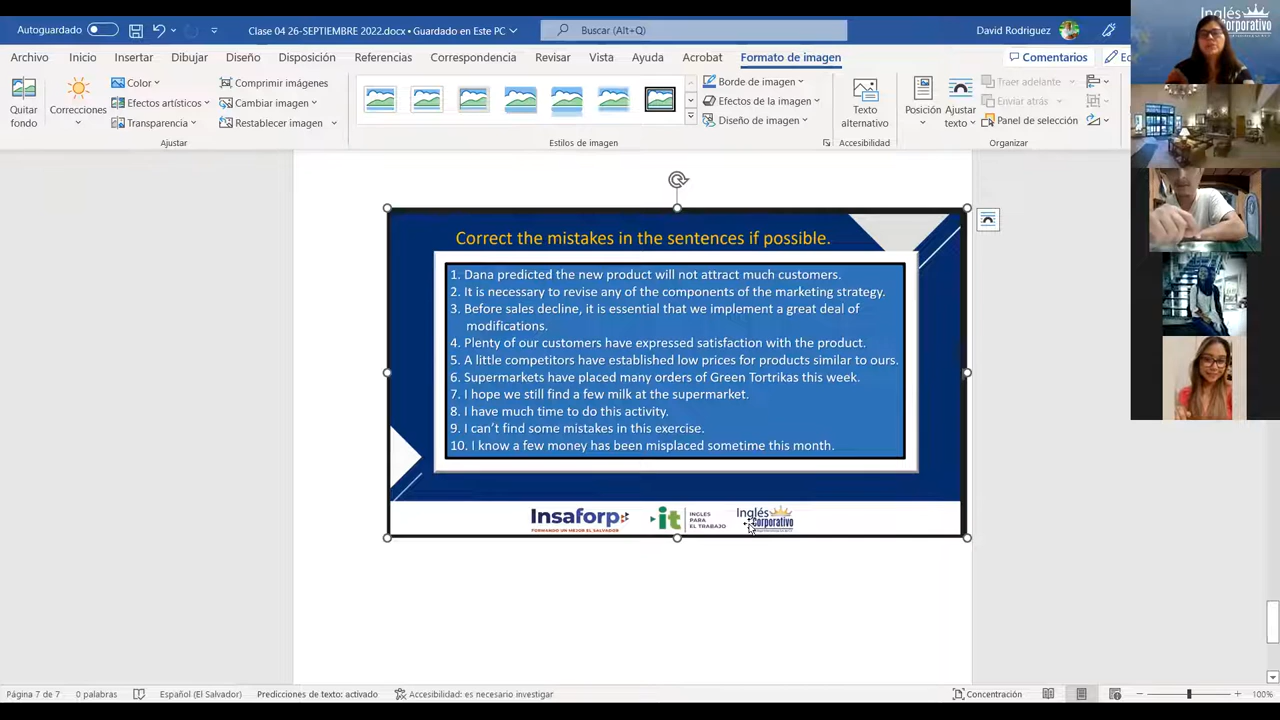 Autoguardado
Clase 04 26-SEPTIEMBRE 2022.docx • Guardado en Este PC
Buscar (Alt+Q)
David Rodriguez
Inglés
Corporativo
Archivo Inicio Insertar Dibujar Diseño Disposición Referencias Correspondencia Revisar Vista Ayuda Acrobat Formato de imagen Comentarios
Quitar fondo
Correcciones
Color
Efectos artísticos
Transparencia
Comprimir imágenes
Cambiar imagen
Restablecer imagen
Ajustar
Estilos de imagen
Borde de imagen
Efectos de la imagen
Diseño de imagen
Texto alternativo
Accesibilidad
Posición
Ajustar texto
Traer adelante
Enviar atrás
Panel de selección
Organizar
Correct the mistakes in the sentences if possible.
1. Dana predicted the new product will not attract much customers.
2. It is necessary to revise any of the components of the marketing strategy.
3. Before sales decline, it is essential that we implement a great deal of
modifications.
4. Plenty of our customers have expressed satisfaction with the product.
5. A little competitors have established low prices for products similar to ours.
6. Supermarkets have placed many orders of Green Tortrikas this week.
7. I hope we still find a few milk at the supermarket.
8. I have much time to do this activity.
9. I can't find some mistakes in this exercise.
10. I know a few money has been misplaced sometime this month.
Insaforp
FORMANDO UN MEJOR EL SALVADOR
it
INGLES
PARA
EL TRABAJO
Inglés
Corporativo
Página 7 de 7 0 palabras Español (El Salvador) Predicciones de texto: activado Accesibilidad: es necesario investigar Concentración 100%